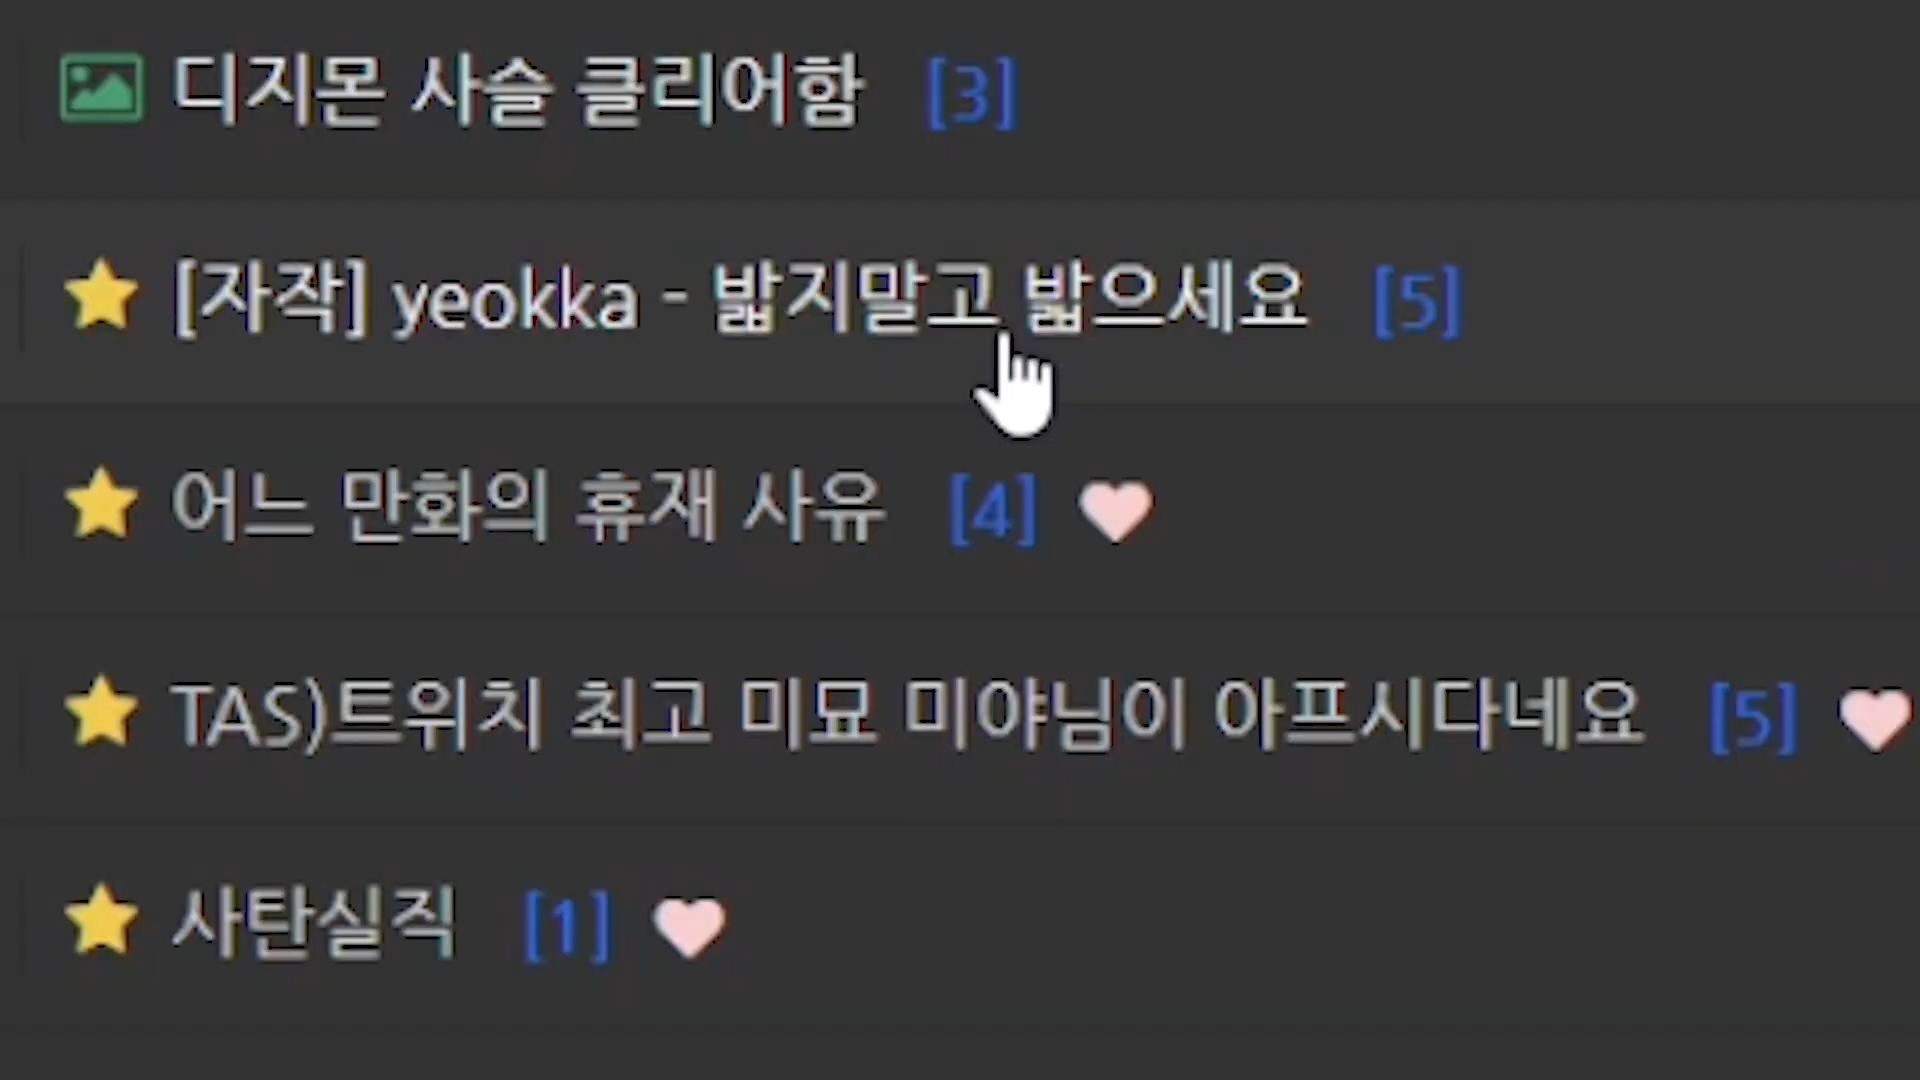 디지몬 사슬 클리어함 [3]
[자작] yeokka - 밟지말고 밟으세요 [5]
어느 만화의 휴재 사유 [4]
TAS)트위치 최고 미묘 미야님이 아프시다네요 [5]
사탄실직 [1]